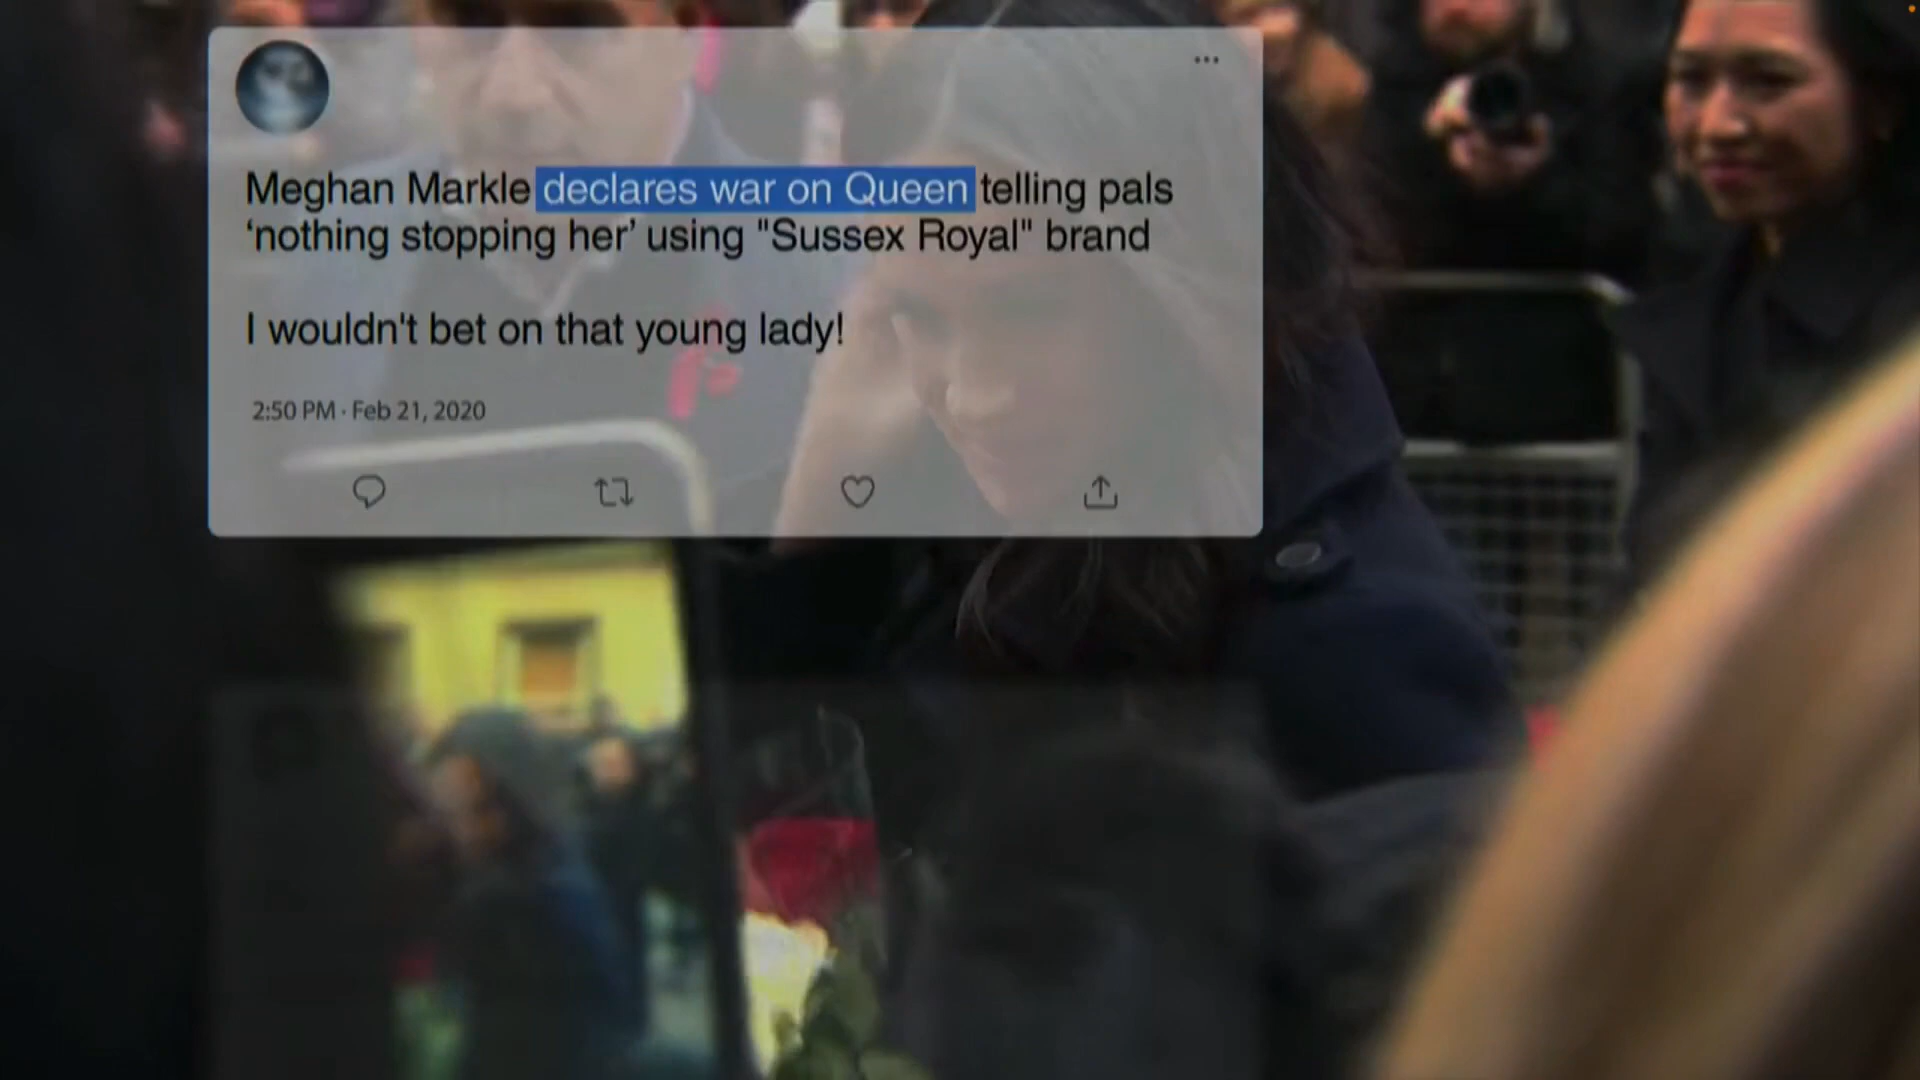 Meghan Markle declares war on Queen telling pals
‘nothing stopping her’ using "Sussex Royal" brand
I wouldn't bet on that young lady!
2:50 PM · Feb 21, 2020